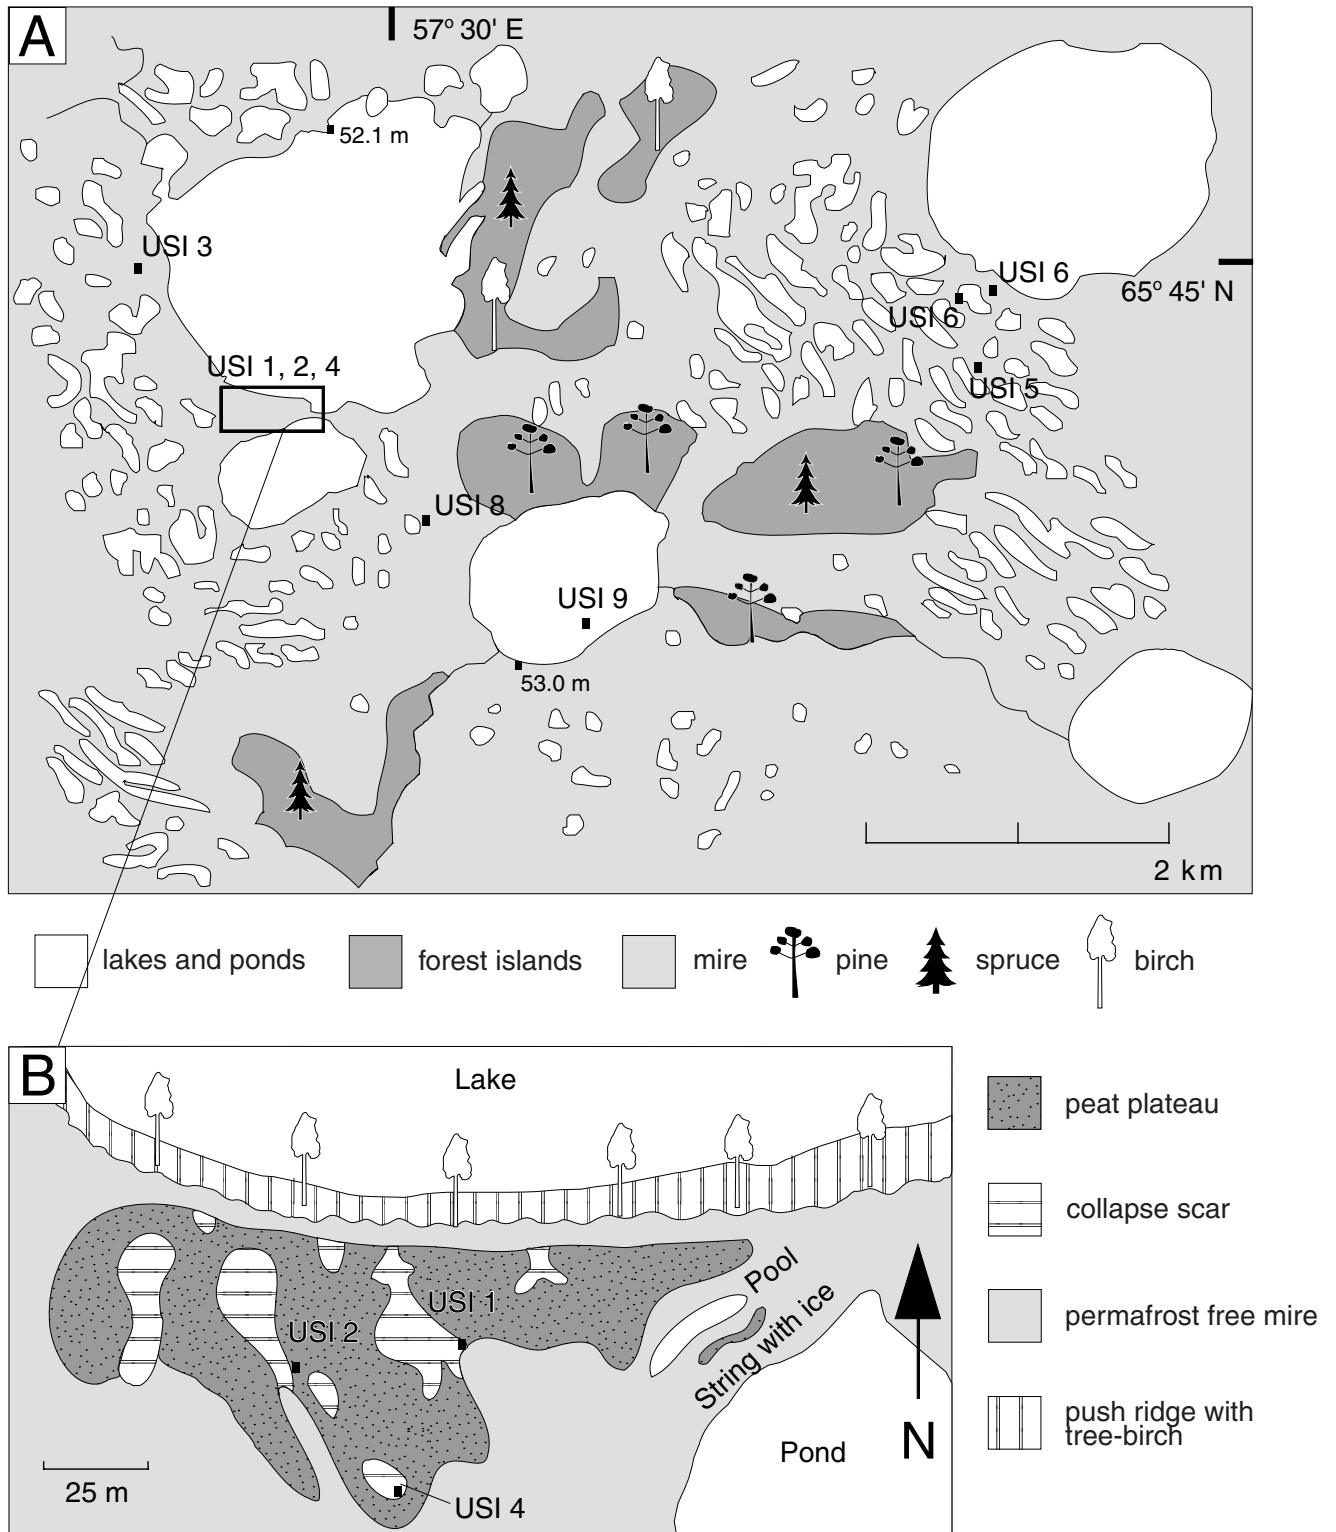 A
57° 30' E
52.1 m
USI 3
USI 6
65° 45' N
USI 6
USI 1, 2, 4
USI 5
USI 8
USI 9
53.0 m
2 km
lakes and ponds
forest islands
mire
pine
spruce
birch
B
Lake
peat plateau
collapse scar
Pool
USI 1
String with ice
USI 2
permafrost free mire
push ridge with
tree-birch
N
Pond
25 m
USI 4